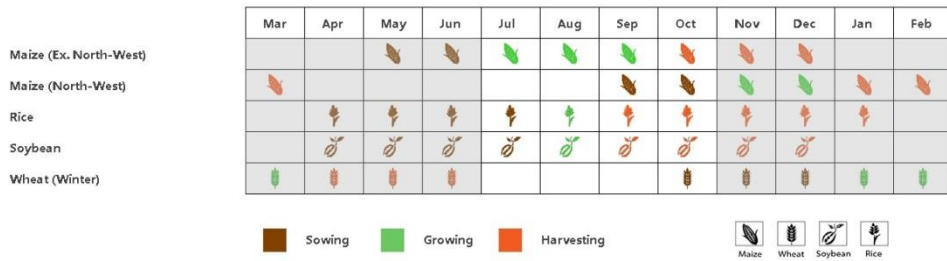 Mar Apr May Jun Jul Aug Sep Oct Nov Dec Jan Feb
Maize (Ex. North-West)
Maize (North-West)
Rice
Soybean
Wheat (Winter)
Sowing Growing Harvesting
Maize Wheat Soybean Rice